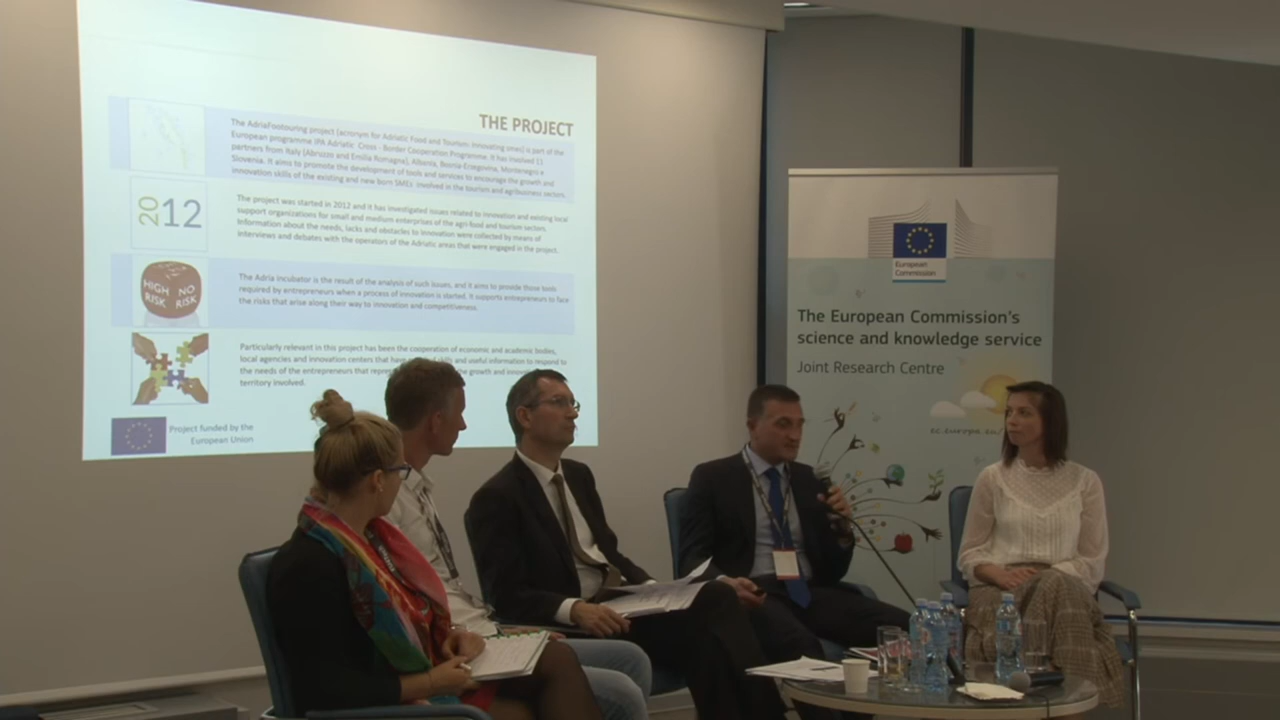 THE PROJECT
The AdriaFootouring project (acronym for Adriatic Food and Tourism: Innovating smes) is part of the
European programme IPA Adriatic Cross - Border Cooperation Programme. It has involved 11
partners from Italy (Abruzzo and Emilia Romagna), Albania, Bosnia-Erzegovina, Montenegro e
Slovenia. It aims to promote the development of tools and services to encourage the growth and
innovation skills of the existing and new born SMEs involved in the tourism and agribusiness sectors.
2012
The project was started in 2012 and it has investigated issues related to innovation and existing local
support organizations for small and medium enterprises of the agri food and tourism sectors.
Information about the needs, lacks and obstacles to innovation were collected by means of
interviews and debates with the operators of the Adriatic areas that were engaged in the project.
HIGH RISK
NO RISK
The Adria incubator is the result of the analysis of such issues, and it aims to provide those tools
required by entrepreneurs when a process of innovation is started. It supports entrepreneurs to face
the risks that arise along their way to innovation and competitiveness.
Particularly relevant in this project has been the cooperation of economic and academic bodies,
local agencies and innovation centers that have skills and useful information to respond to
the needs of the entrepreneurs that the growth and
territory involved.
Project funded by the
European Union
European
Commission
The European Commission's
science and knowledge service
Joint Research Centre
ec.europa.eu/